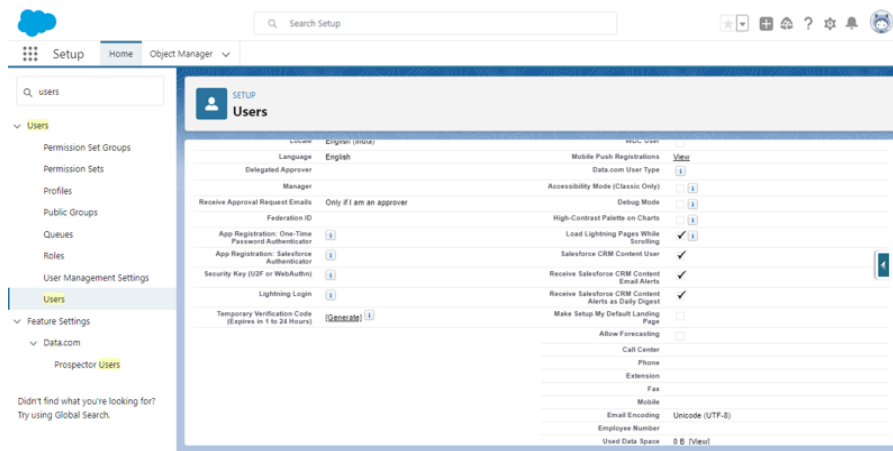 Search Setup
Setup
Home
Object Manager
users
Users
Permission Set Groups
Permission Sets
Profiles
Public Groups
Queues
Roles
User Management Settings
Users
Feature Settings
Data.com
Prospector Users
Didn't find what you're looking for?
Try using Global Search.
SETUP
Users
Locale English (India)
Language English
Delegated Approver
Manager
Receive Approval Request Emails Only if I am an approver
Federation ID
App Registration: One-Time
Password Authenticator
App Registration: Salesforce
Authenticator
Security Key (U2F or WebAuthn)
Lightning Login
Temporary Verification Code
(Expires in 1 to 24 Hours) [Generate]
WDC User
Mobile Push Registrations View
Data.com User Type
Accessibility Mode (Classic Only)
Debug Mode
High-Contrast Palette on Charts
Load Lightning Pages While
Scrolling
Salesforce CRM Content User
Receive Salesforce CRM Content
Email Alerts
Receive Salesforce CRM Content
Alerts as Daily Digest
Make Setup My Default Landing
Page
Allow Forecasting
Call Center
Phone
Extension
Fax
Mobile
Email Encoding Unicode (UTF-8)
Employee Number
Used Data Space 0 B [View]